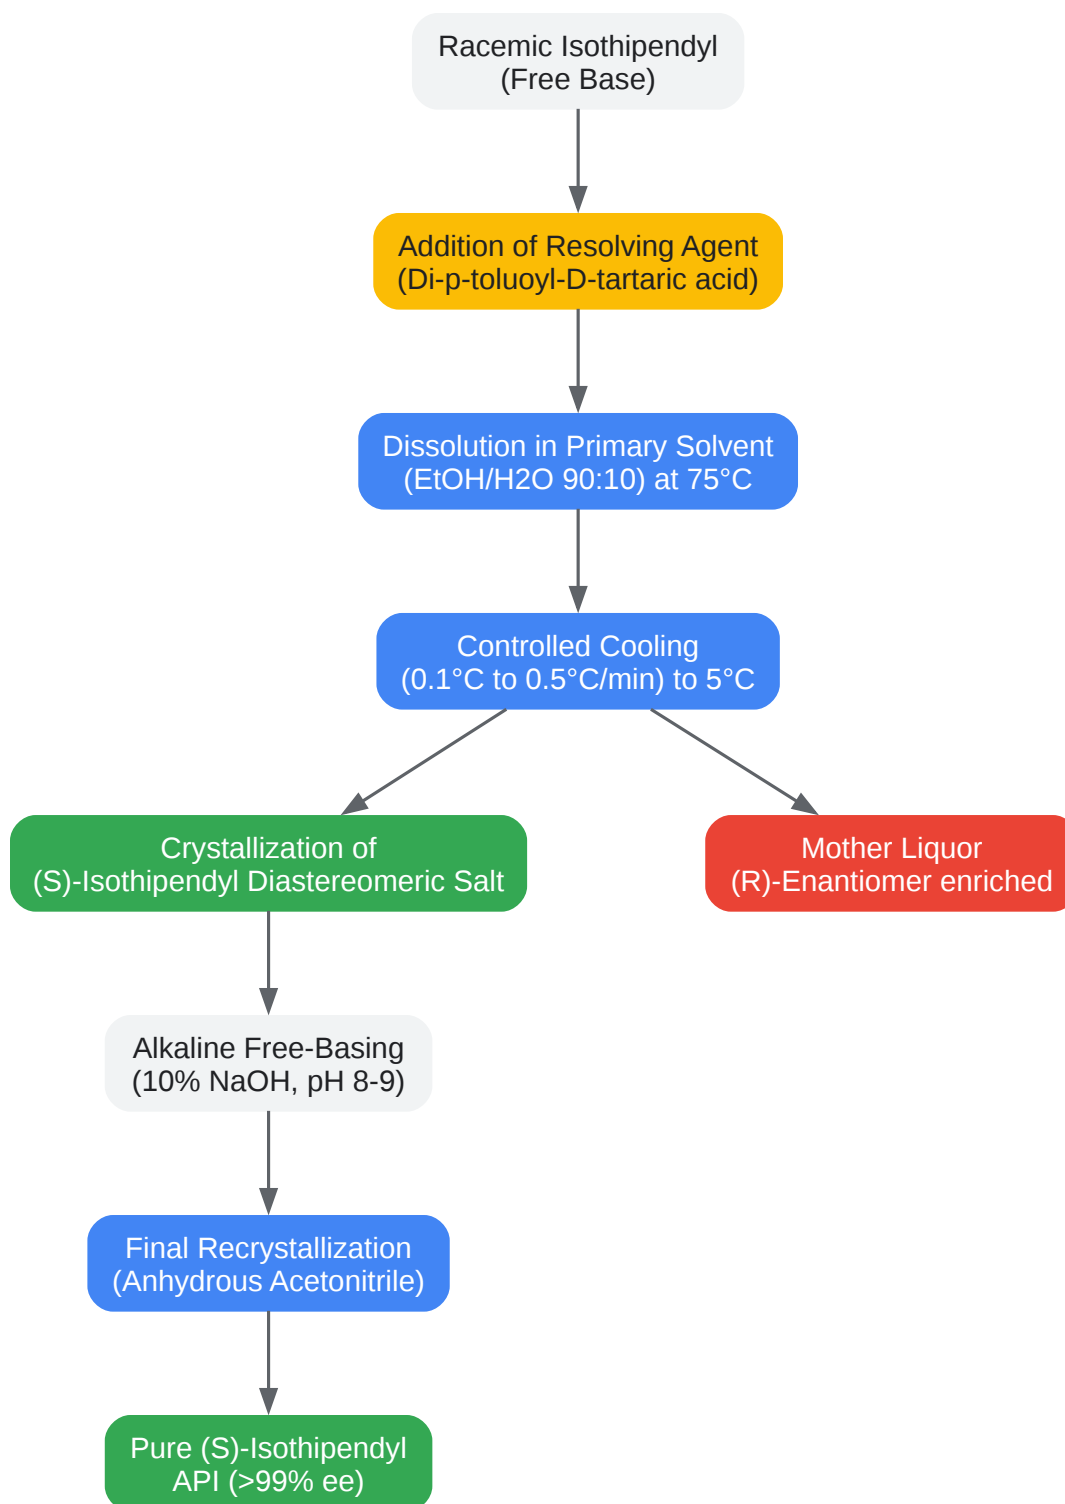 Racemic Isothipendyl
(Free Base)
Addition of Resolving Agent
(Di-p-toluoyl-D-tartaric acid)
Dissolution in Primary Solvent
(EtOH/H2O 90:10) at 75°C
Controlled Cooling
(0.1°C to 0.5°C/min) to 5°C
Crystallization of
(S)-Isothipendyl Diastereomeric Salt
Mother Liquor
(R)-Enantiomer enriched
Alkaline Free-Basing
(10% NaOH, pH 8-9)
Final Recrystallization
(Anhydrous Acetonitrile)
Pure (S)-Isothipendyl
API (>99% ee)